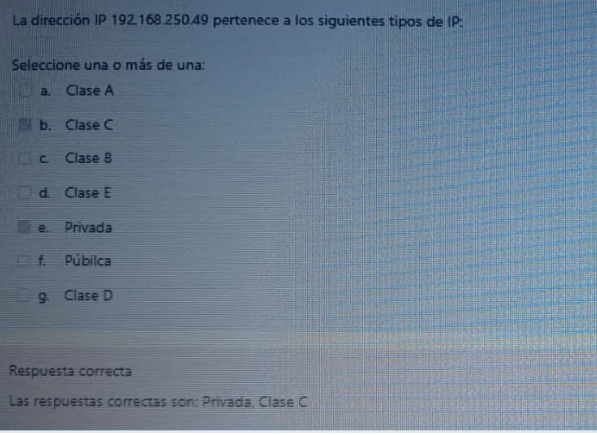 La dirección IP 192.168.250.49 pertenece a los siguientes tipos de IP:
Seleccione una o más de una:
a. Clase A
b. Clase C
c. Clase B
d. Clase E
e. Privada
f. Púbilca
g. Clase D
Respuesta correcta
Las respuestas correctas son: Privada, Clase C